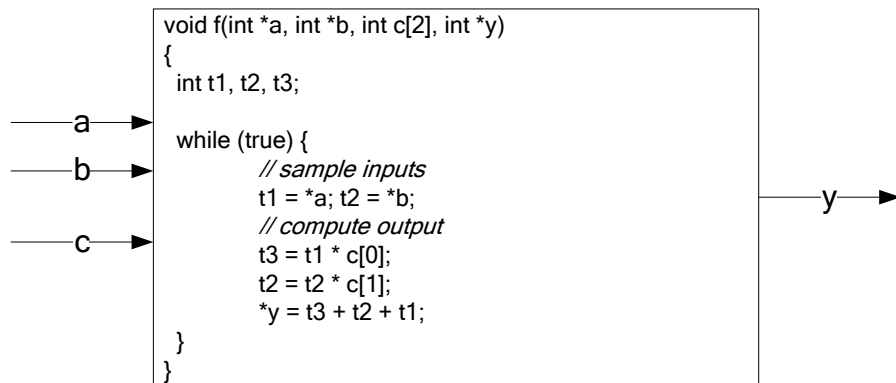 void f(int *a, int *b, int c[2], int *y)
{
int t1, t2, t3;
a
while (true) {
b
// sample inputs
t1 = *a; t2 = *b;
y
// compute output
c
t3 = t1 * c[0];
t2 = t2 * c[1];
*y = t3 + t2 + t1;
}
}